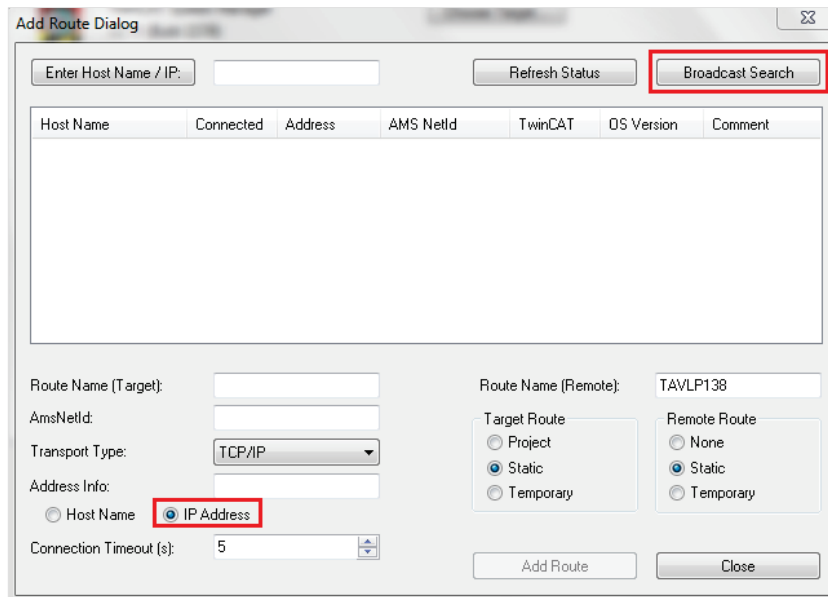 Add Route Dialog
Enter Host Name / IP: Refresh Status Broadcast Search
Host Name Connected Address AMS NetId TwinCAT OS Version Comment
Route Name (Target): Route Name (Remote): TAVLP138
AmsNetId: Target Route Remote Route
Transport Type: TCP/IP Project None
Static Static
Address Info: Temporary Temporary
Host Name IP Address
Connection Timeout (s): 5
Add Route Close